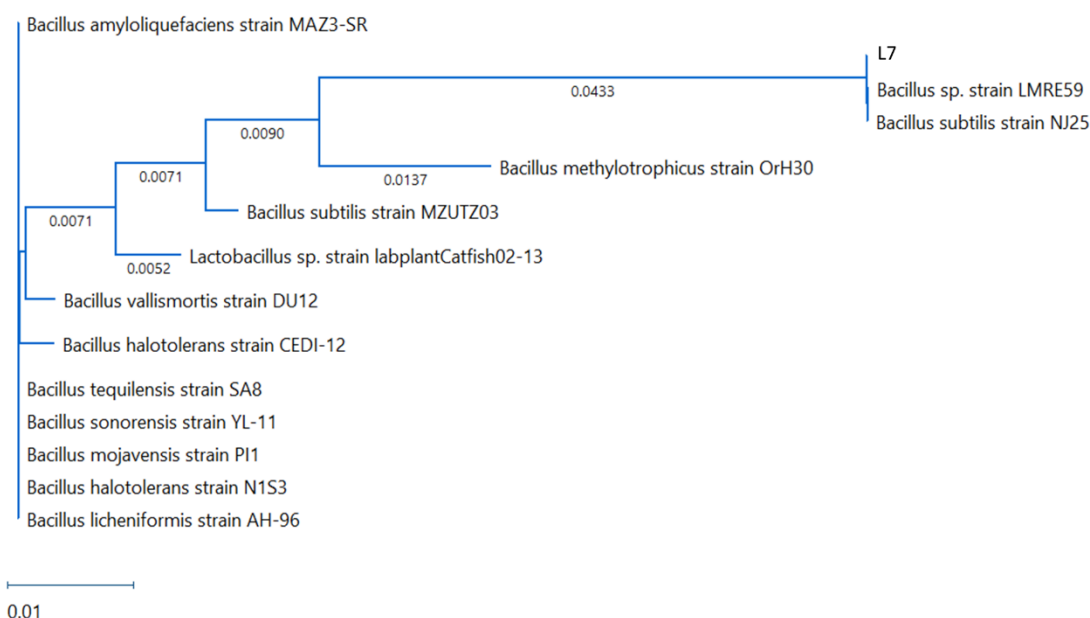 Bacillus amyloliquefaciens strain MAZ3-SR
L7
0.0433
Bacillus sp. strain LMRE59
Bacillus subtilis strain NJ25
0.0090
Bacillus methylotrophicus strain OrH30
0.0071
0.0137
Bacillus subtilis strain MZUTZ03
0.0071
Lactobacillus sp. strain labplantCatfish02-13
0.0052
Bacillus vallismortis strain DU12
Bacillus halotolerans strain CEDI-12
Bacillus tequilensis strain SA8
Bacillus sonorensis strain YL-11
Bacillus mojavensis strain PI1
Bacillus halotolerans strain N1S3
Bacillus licheniformis strain AH-96
0.01